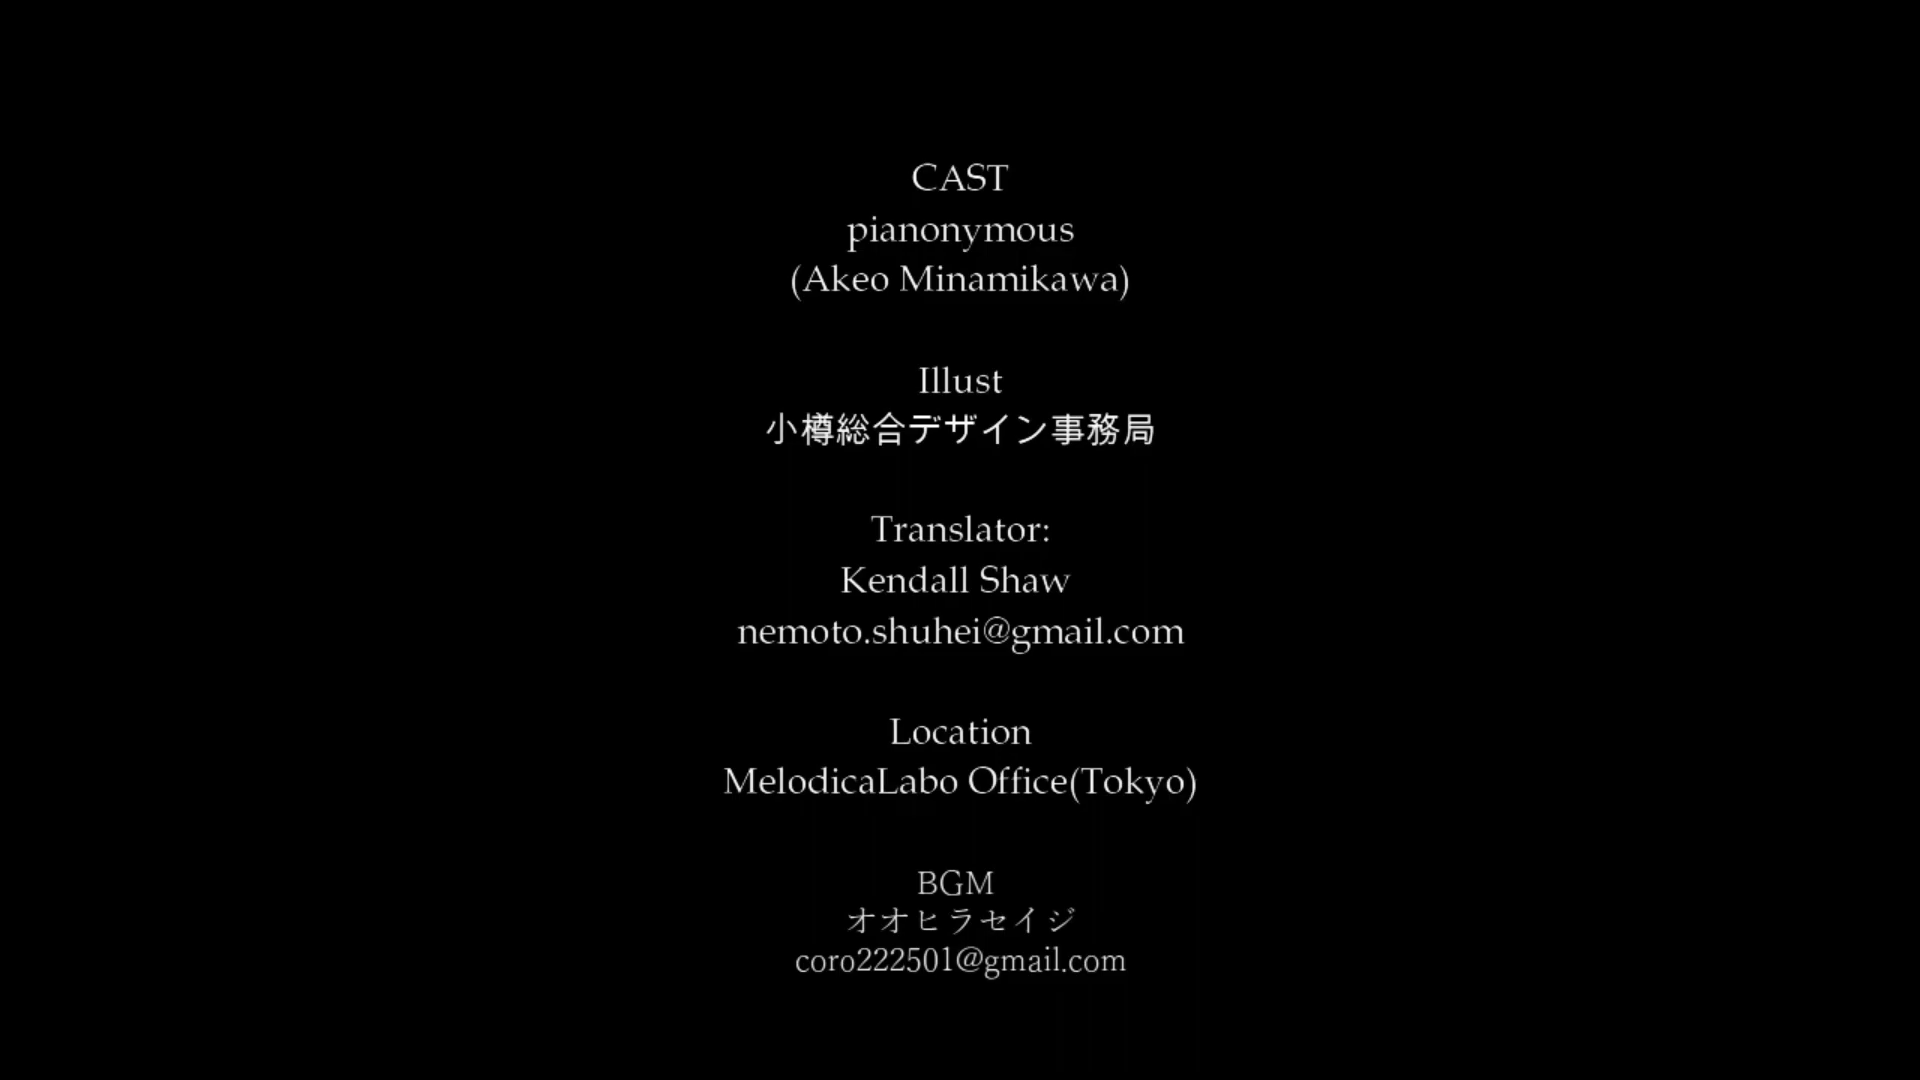 CAST
pianonymous
(Akeo Minamikawa)
Illust
小樽総合デザイン事務局
Translator:
Kendall Shaw
nemoto.shuhei@gmail.com
Location
MelodicaLabo Office(Tokyo)
BGM
オオヒラセイジ
coro222501@gmail.com